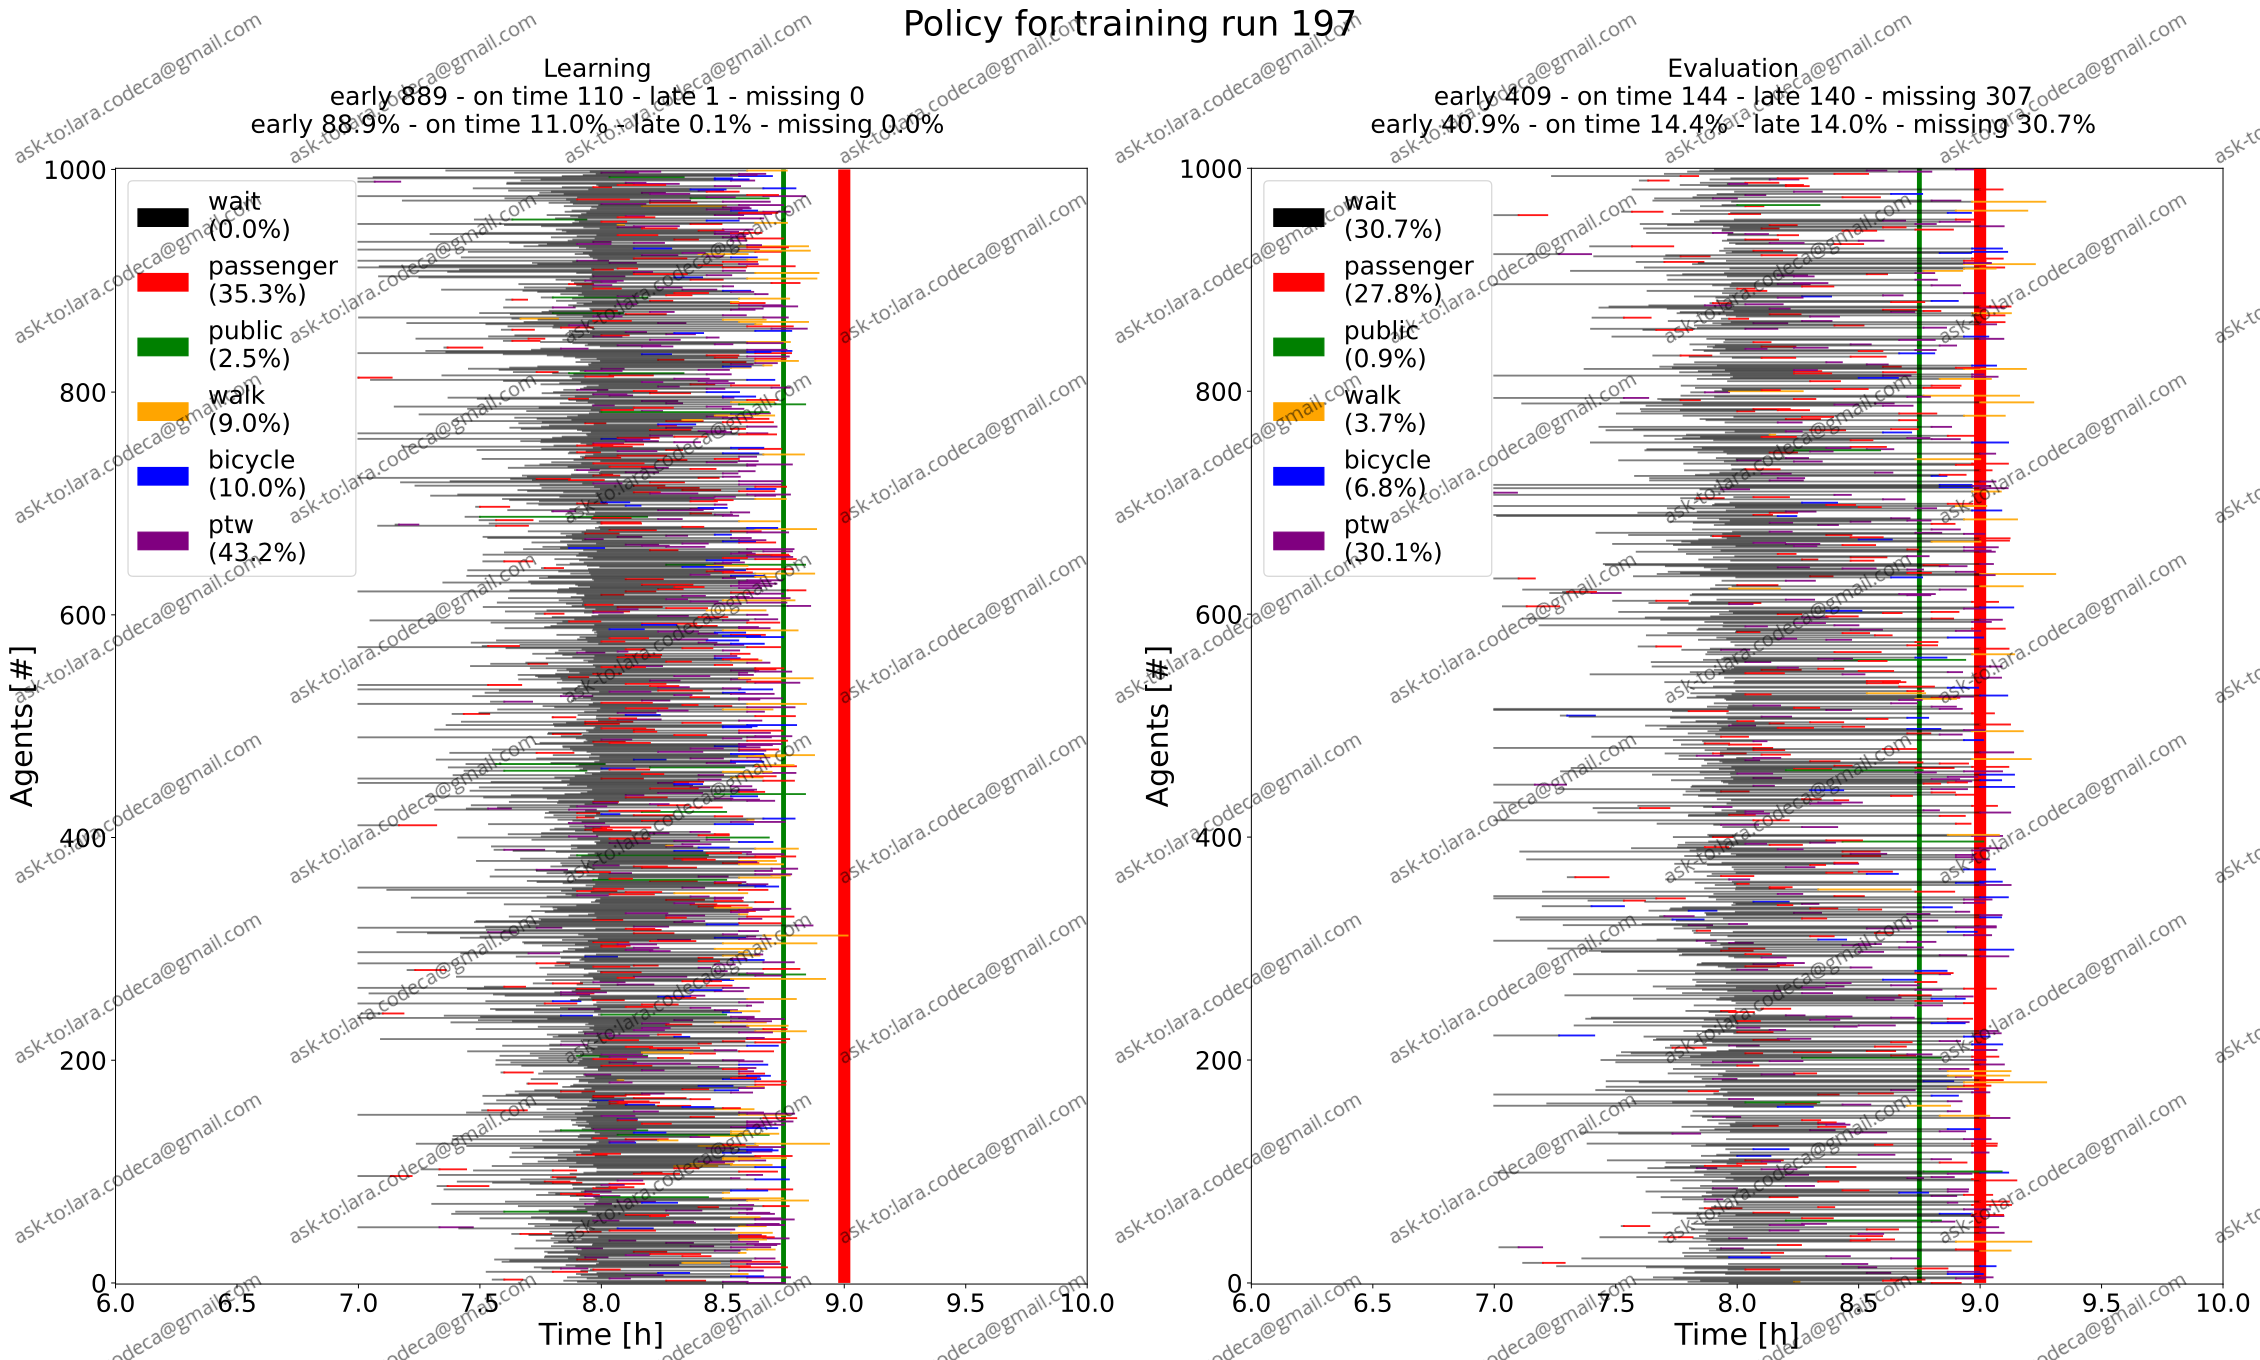 Policy for training run 197
Learning
early 889 - on time 110 - late 1 - missing 0
early 88.9% - on time 11.0% - late 0.1% - missing 0.0%
Evaluation
early 409 - on time 144 - late 140 - missing 307
early 40.9% - on time 14.4% - late 14.0% - missing 30.7%
wait
(0.0%)
passenger
(35.3%)
public
(2.5%)
walk
(9.0%)
bicycle
(10.0%)
ptw
(43.2%)
1000
800
600
400
200
0
Agents [#]
6.0 6.5 7.0 7.5 8.0 8.5 9.0 9.5 10.0
Time [h]
wait
(30.7%)
passenger
(27.8%)
public
(0.9%)
walk
(3.7%)
bicycle
(6.8%)
ptw
(30.1%)
1000
800
600
400
200
0
Agents [#]
6.0 6.5 7.0 7.5 8.0 8.5 9.0 9.5 10.0
Time [h]
ask-to:lara.codeca@gmail.com